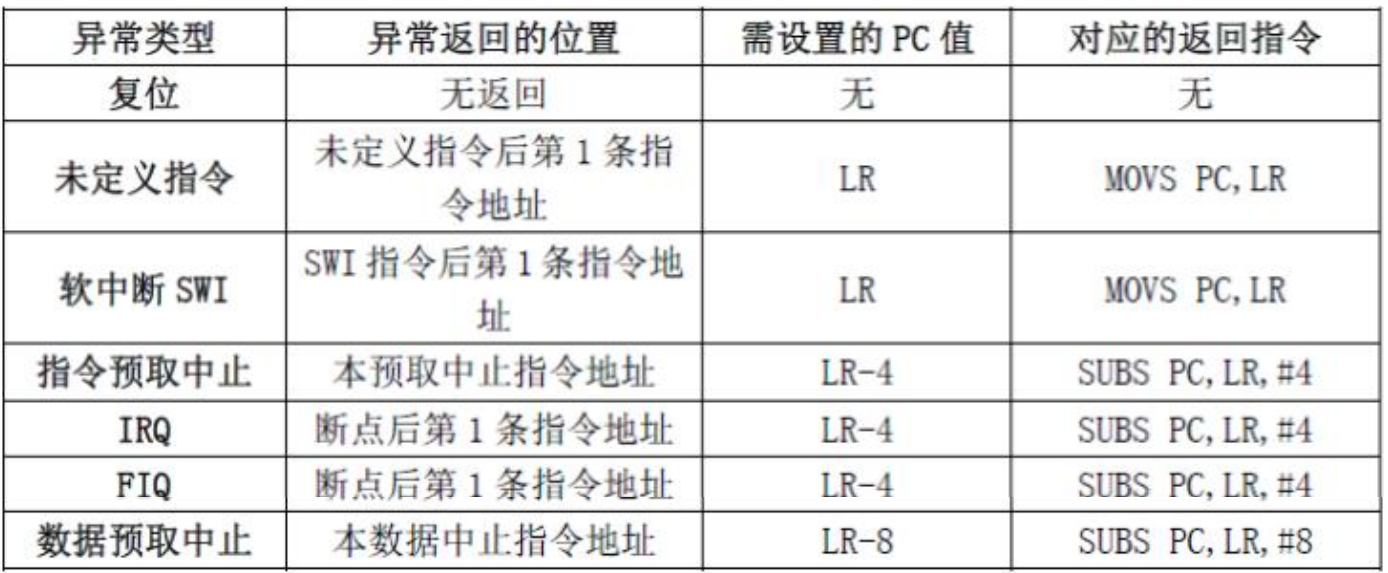 异常类型 异常返回的位置 需设置的 PC 值 对应的返回指令
复位 无返回 无 无
未定义指令 未定义指令后第 1 条指
令地址 LR MOVS PC,LR
软中断 SWI SWI 指令后第 1 条指令地
址 LR MOVS PC,LR
指令预取中止 本预取中止指令地址 LR-4 SUBS PC,LR,#4
IRQ 断点后第 1 条指令地址 LR-4 SUBS PC,LR,#4
FIQ 断点后第 1 条指令地址 LR-4 SUBS PC,LR,#4
数据预取中止 本数据中止指令地址 LR-8 SUBS PC,LR,#8